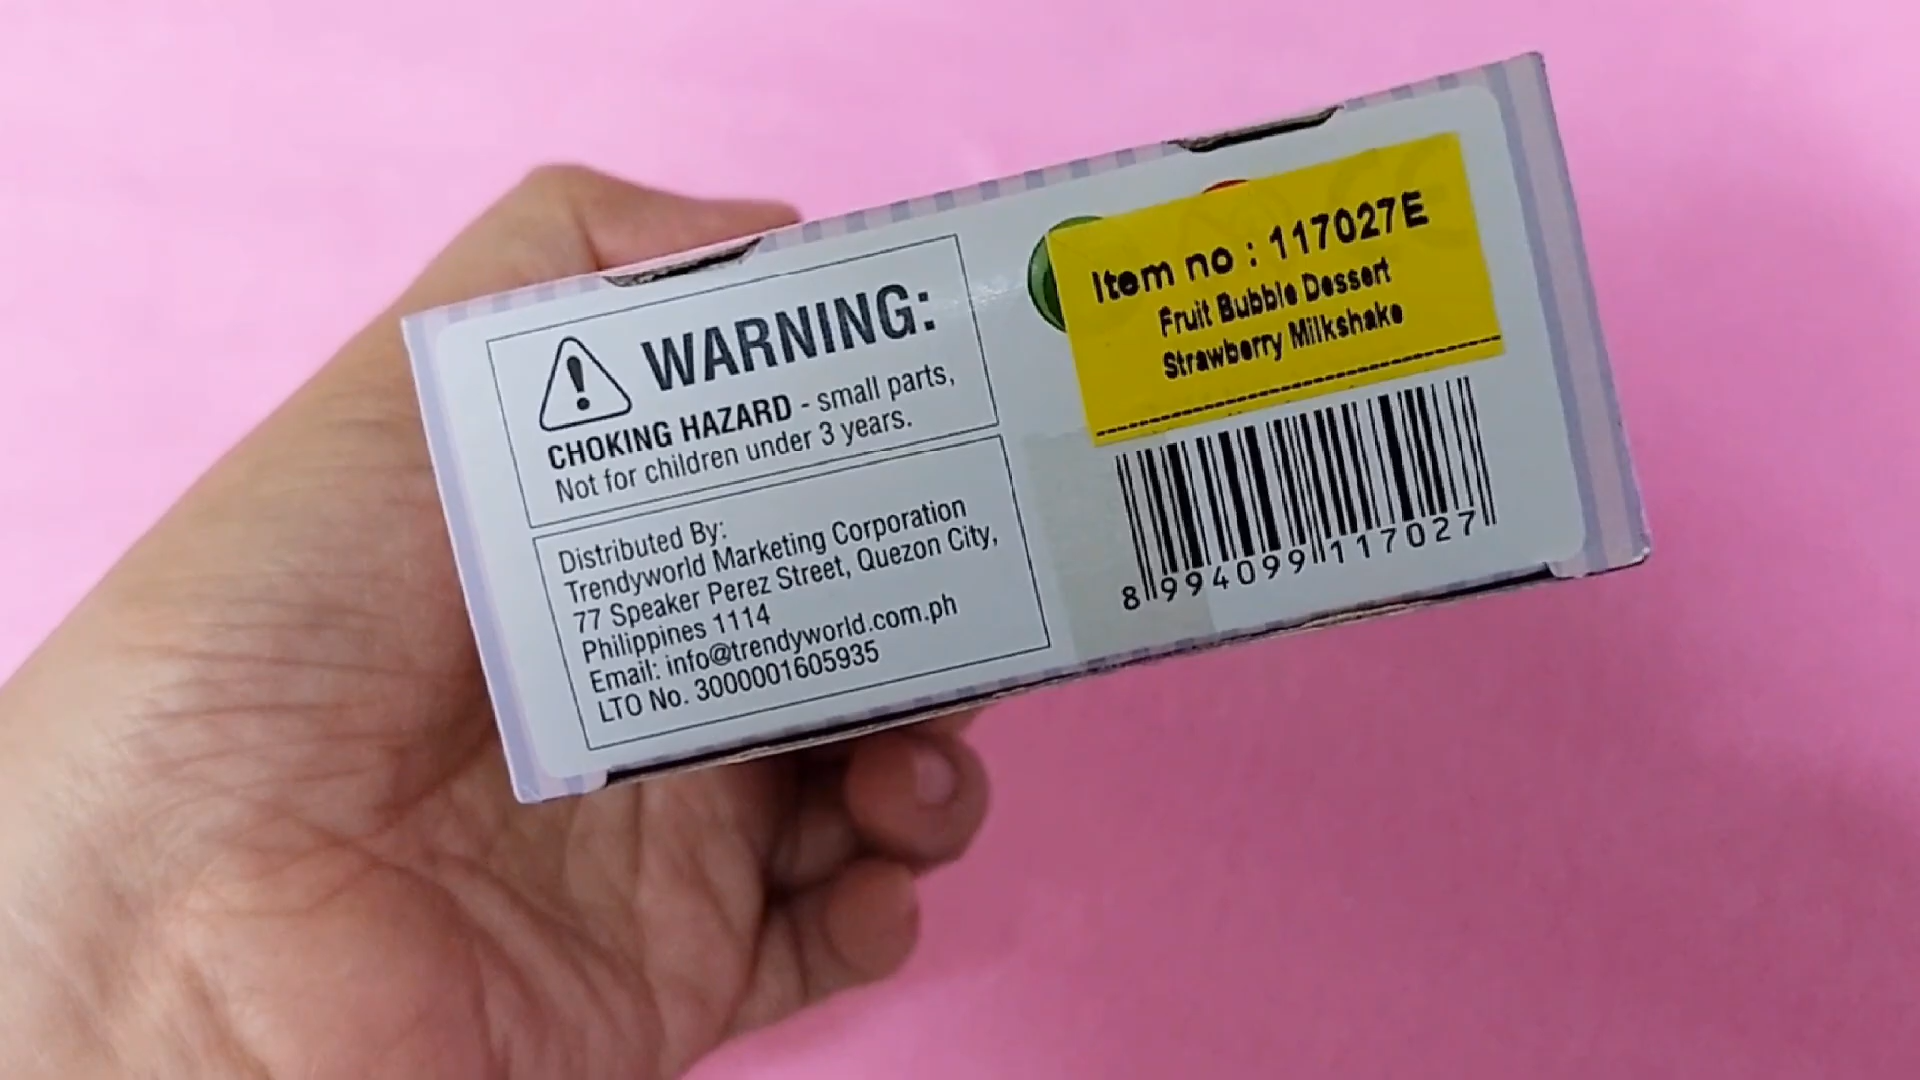 WARNING:
CHOKING HAZARD - small parts,
Not for children under 3 years.
Distributed By:
Trendyworld Marketing Corporation
77 Speaker Perez Street, Quezon City,
Philippines 1114
Email: info@trendyworld.com.ph
LTO No. 3000001605935
Item no : 117027E
Fruit Bubble Dessert
Strawberry Milkshake
8 994099 117027